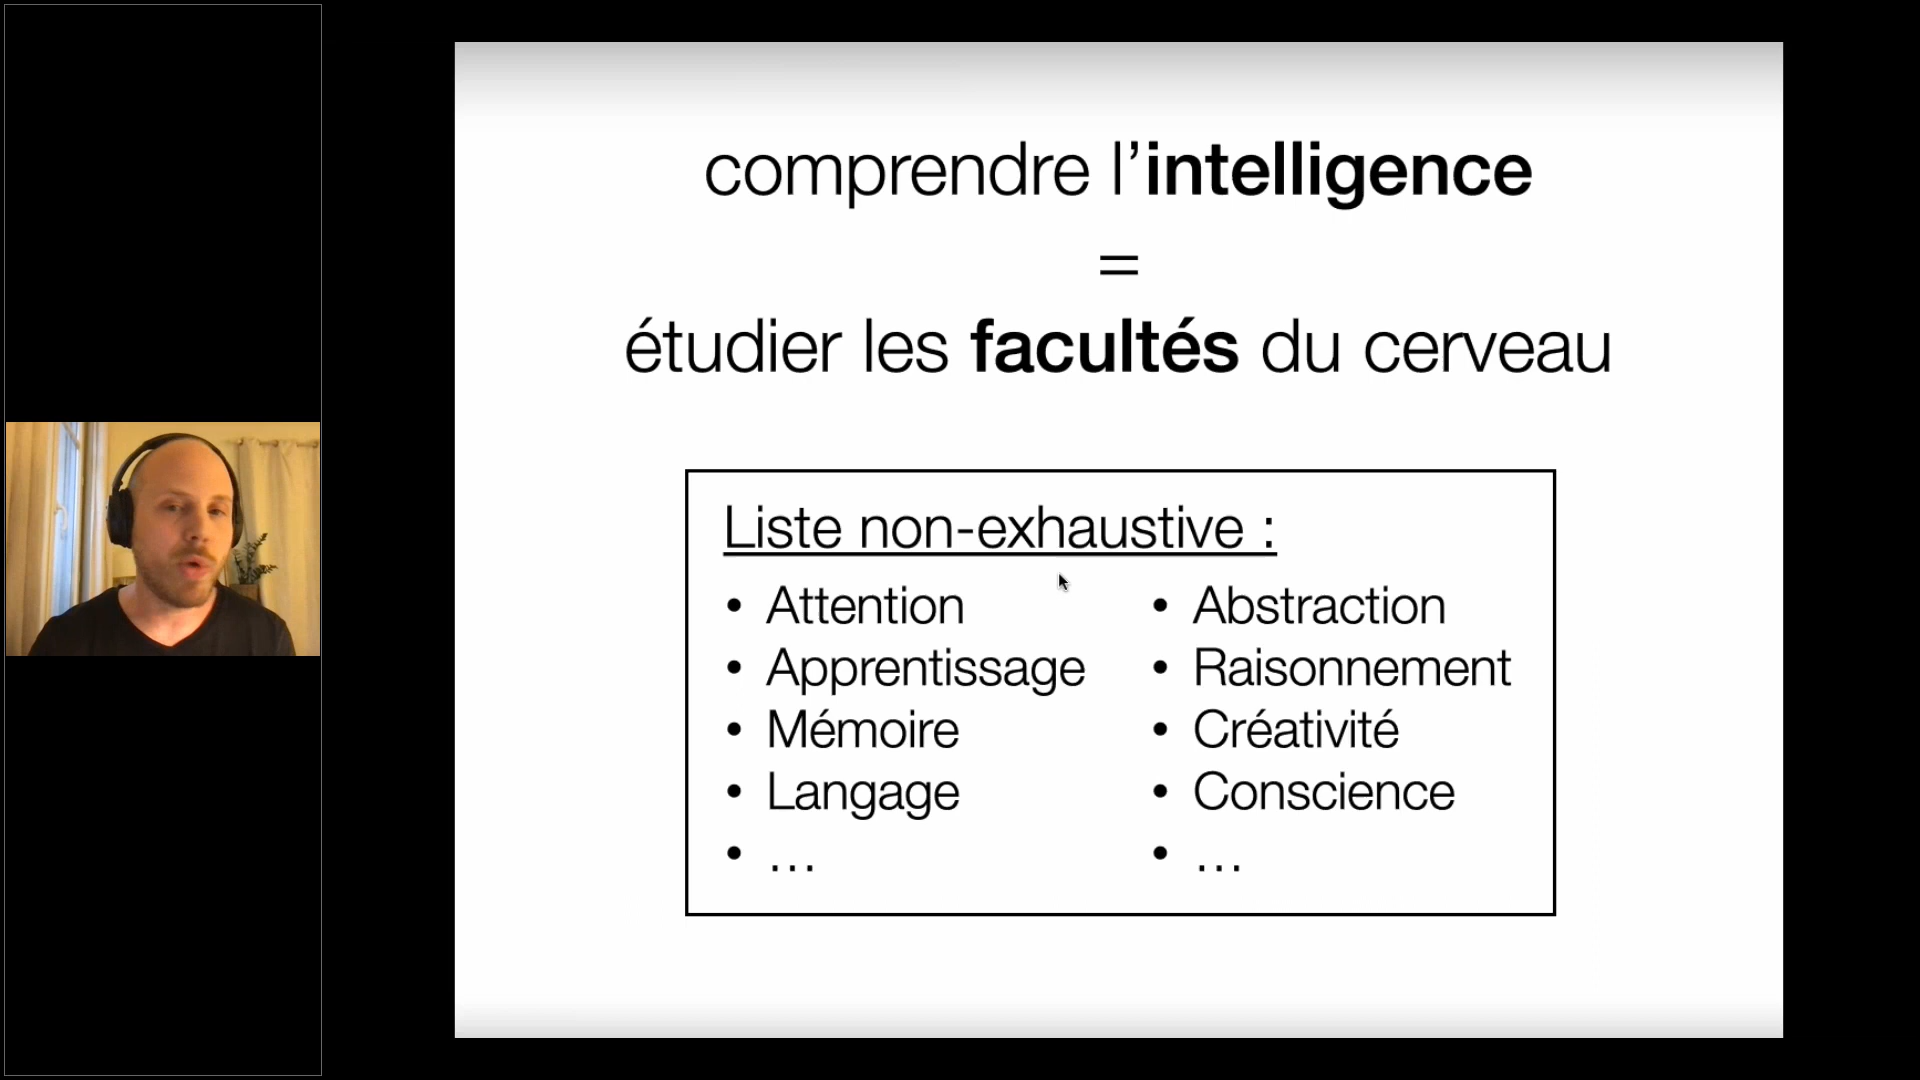 comprendre l’intelligence
=
étudier les facultés du cerveau
Liste non-exhaustive :
• Attention
• Apprentissage
• Mémoire
• Langage
• …
• Abstraction
• Raisonnement
• Créativité
• Conscience
• …